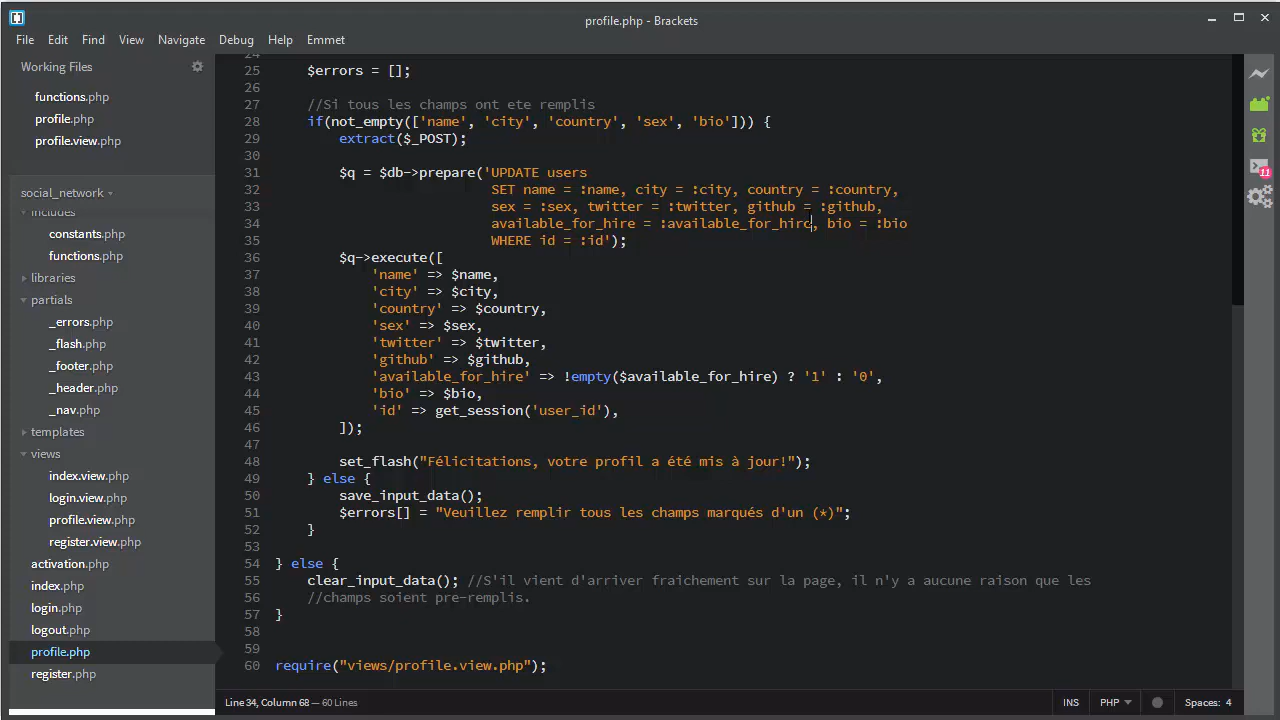 profile.php - Brackets
File Edit Find View Navigate Debug Help Emmet
Working Files
functions.php
profile.php
profile.view.php
social_network
includes
constants.php
functions.php
libraries
partials
_errors.php
_flash.php
_footer.php
_header.php
_nav.php
templates
views
index.view.php
login.view.php
profile.view.php
register.view.php
activation.php
index.php
login.php
logout.php
profile.php
register.php
24
25 $errors = [];
26
27 //Si tous les champs ont ete remplis
28 if(not_empty(['name', 'city', 'country', 'sex', 'bio'])) {
29 extract($_POST);
30
31 $q = $db->prepare('UPDATE users
32 SET name = :name, city = :city, country = :country,
33 sex = :sex, twitter = :twitter, github = :github,
34 available_for_hire = :available_for_hire, bio = :bio
35 WHERE id = :id');
36 $q->execute([
37 'name' => $name,
38 'city' => $city,
39 'country' => $country,
40 'sex' => $sex,
41 'twitter' => $twitter,
42 'github' => $github,
43 'available_for_hire' => !empty($available_for_hire) ? '1' : '0',
44 'bio' => $bio,
45 'id' => get_session('user_id'),
46 ]);
47
48 set_flash("Félicitations, votre profil a été mis à jour!");
49 } else {
50 save_input_data();
51 $errors[] = "Veuillez remplir tous les champs marqués d'un (*)";
52 }
53
54 } else {
55 clear_input_data(); //S'il vient d'arriver fraichement sur la page, il n'y a aucune raison que les
56 //champs soient pre-remplis.
57 }
58
59
60 require("views/profile.view.php");
11
Line 34, Column 68 — 60 Lines
INS PHP Spaces: 4